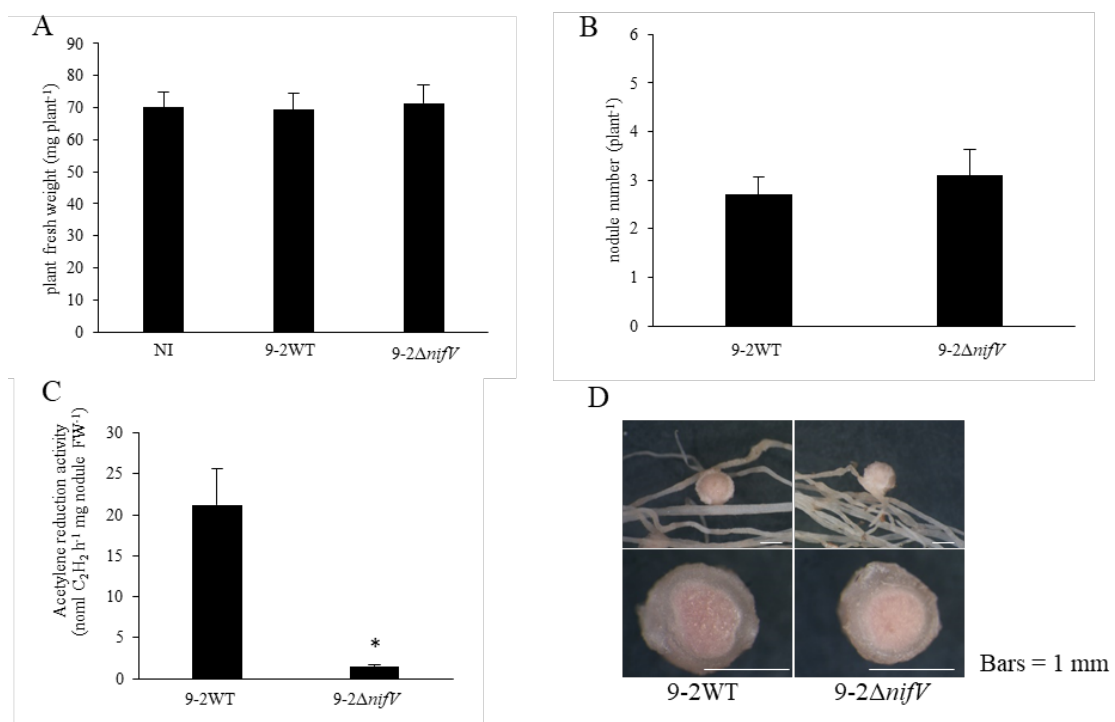 A
plant fresh weight (mg plant-1)
90
80
70
60
50
40
30
20
10
0
NI 9-2WT 9-2ΔnifV
B
nodule number (plant-1)
6
5
4
3
2
1
0
9-2WT 9-2ΔnifV
C
Acetylene reduction activity
(noml C₂H₂ h-1 mg nodule FW-1)
30
25
20
15
10
5
0
*
9-2WT 9-2ΔnifV
D
Bars = 1 mm
9-2WT 9-2ΔnifV